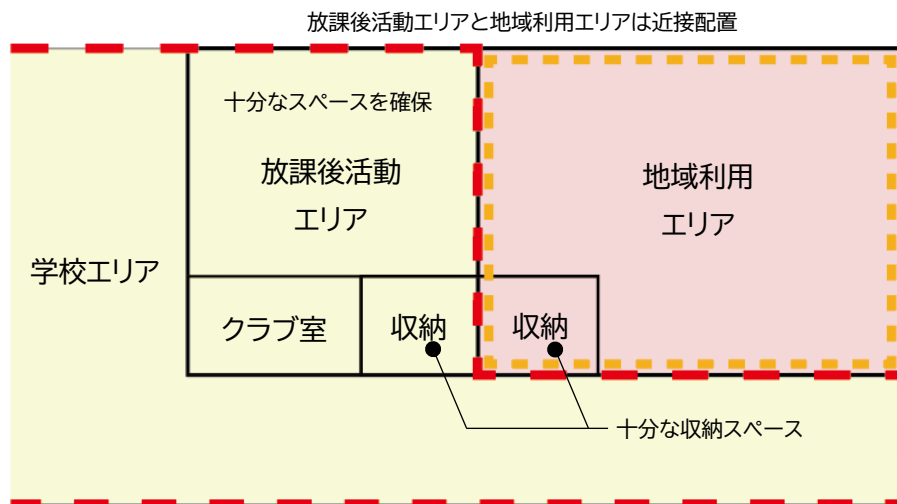 放課後活動エリアと地域利用エリアは近接配置
十分なスペースを確保
放課後活動
エリア
地域利用
エリア
学校エリア
クラブ室
収納
収納
十分な収納スペース